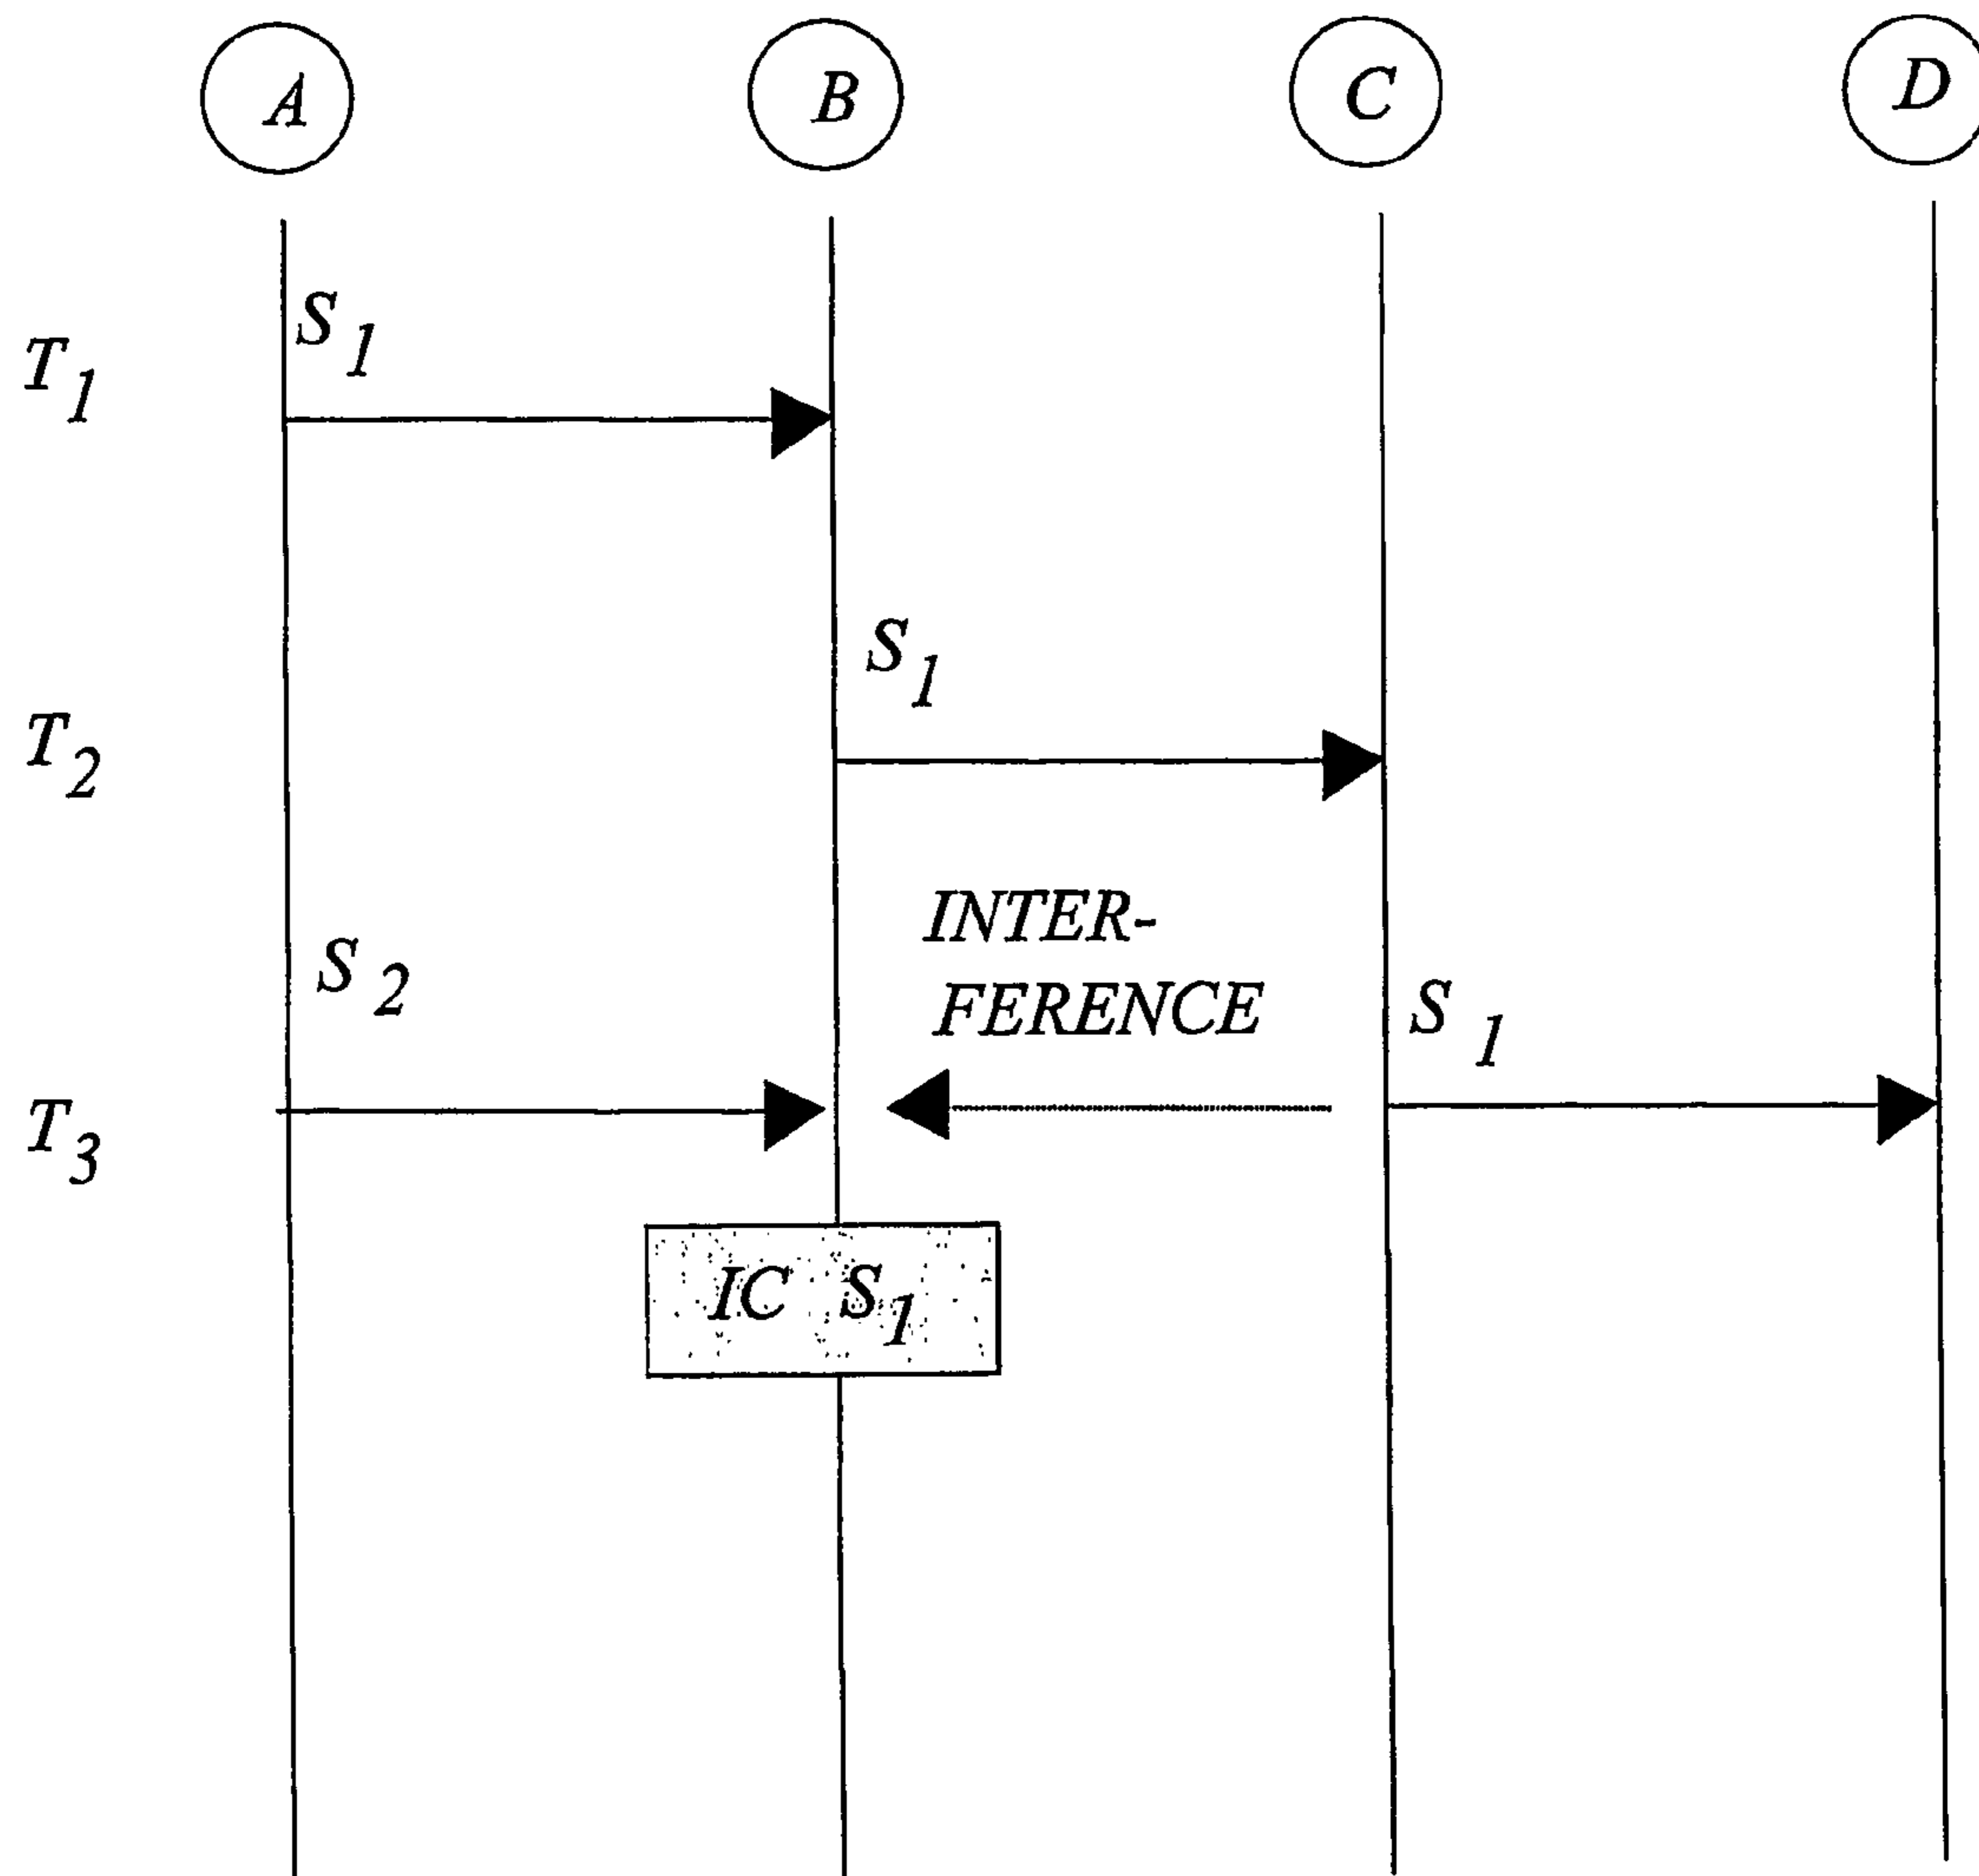 A B C D
S1
T1
S1
T2
INTER-
S2
FERENCE S1
T3
IC S1